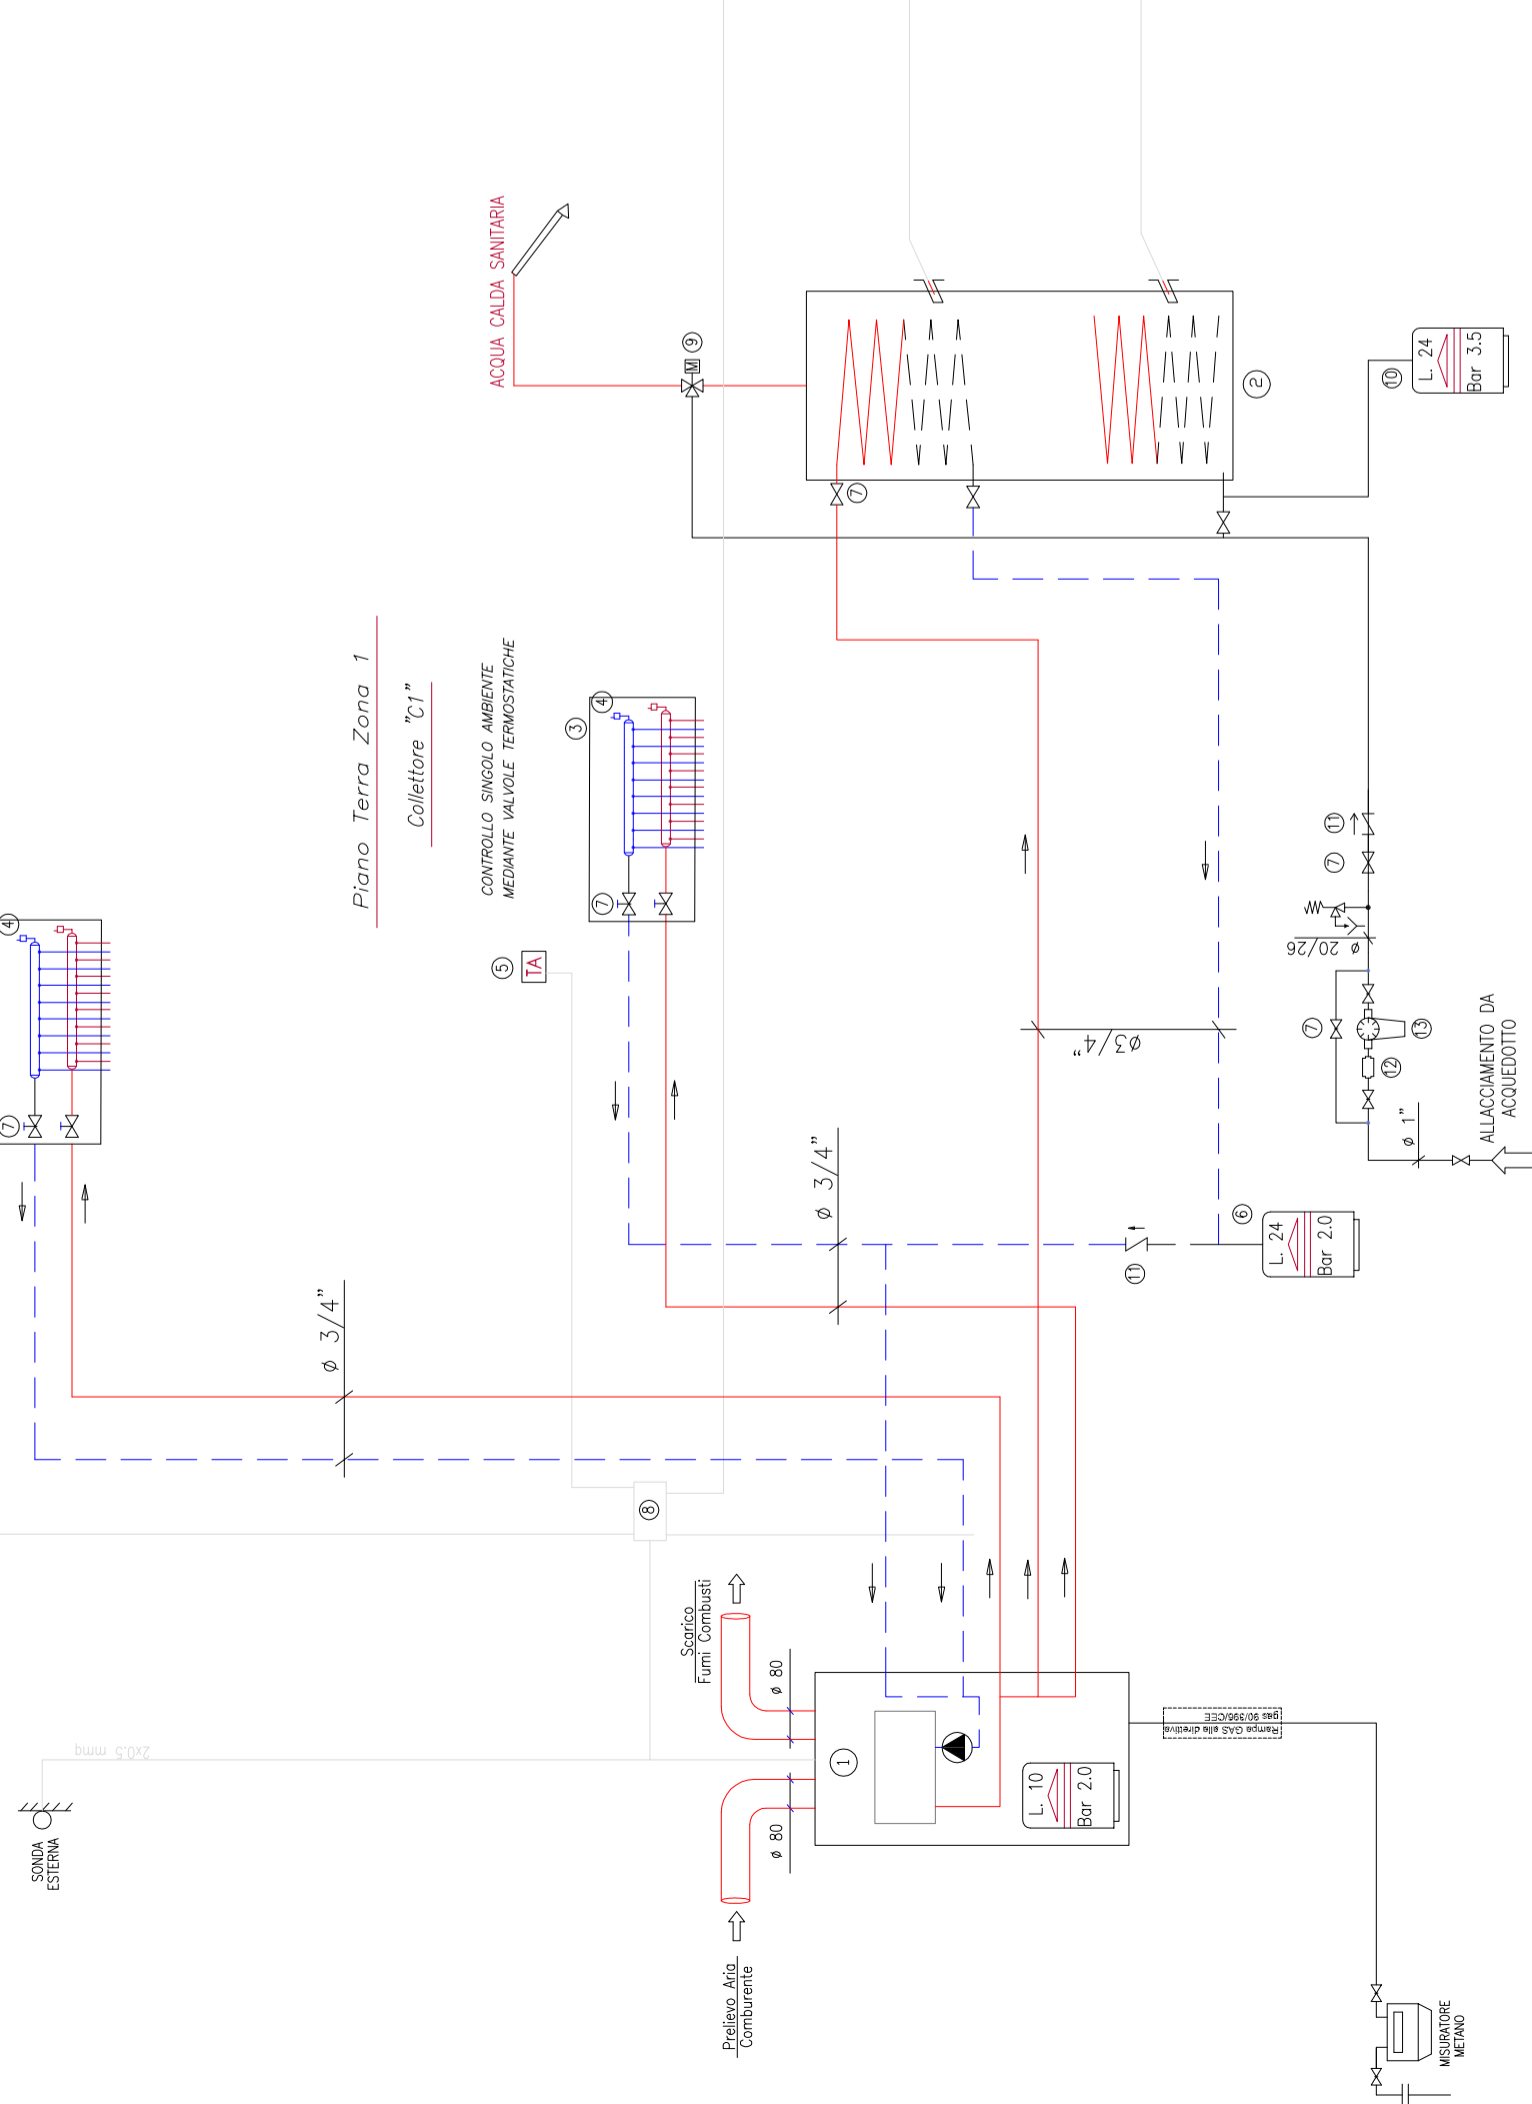 ACQUA CALDA SANITARIA
M
9
2
7
10
L. 24
Bar 3.5
Piano Terra Zona 1
Collettore "C1"
CONTROLLO SINGOLO AMBIENTE
MEDIANTE VALVOLE TERMOSTATICHE
3
4
7
5
TA
4
7
ø 3/4"
ø 3/4"
ø3/4"
11
7
ø 20/26
7
13
12
ø 1"
ALLACCIAMENTO DA
ACQUEDOTTO
6
L. 24
Bar 2.0
11
8
Scarico
Fumi Combusti
ø 80
ø 80
Prelievo Aria
Comburente
1
L. 10
Bar 2.0
2x0.5 mmq
SONDA
ESTERNA
Rampa GAS alla direttiva
gas 90/396/CEE
MISURATORE
METANO